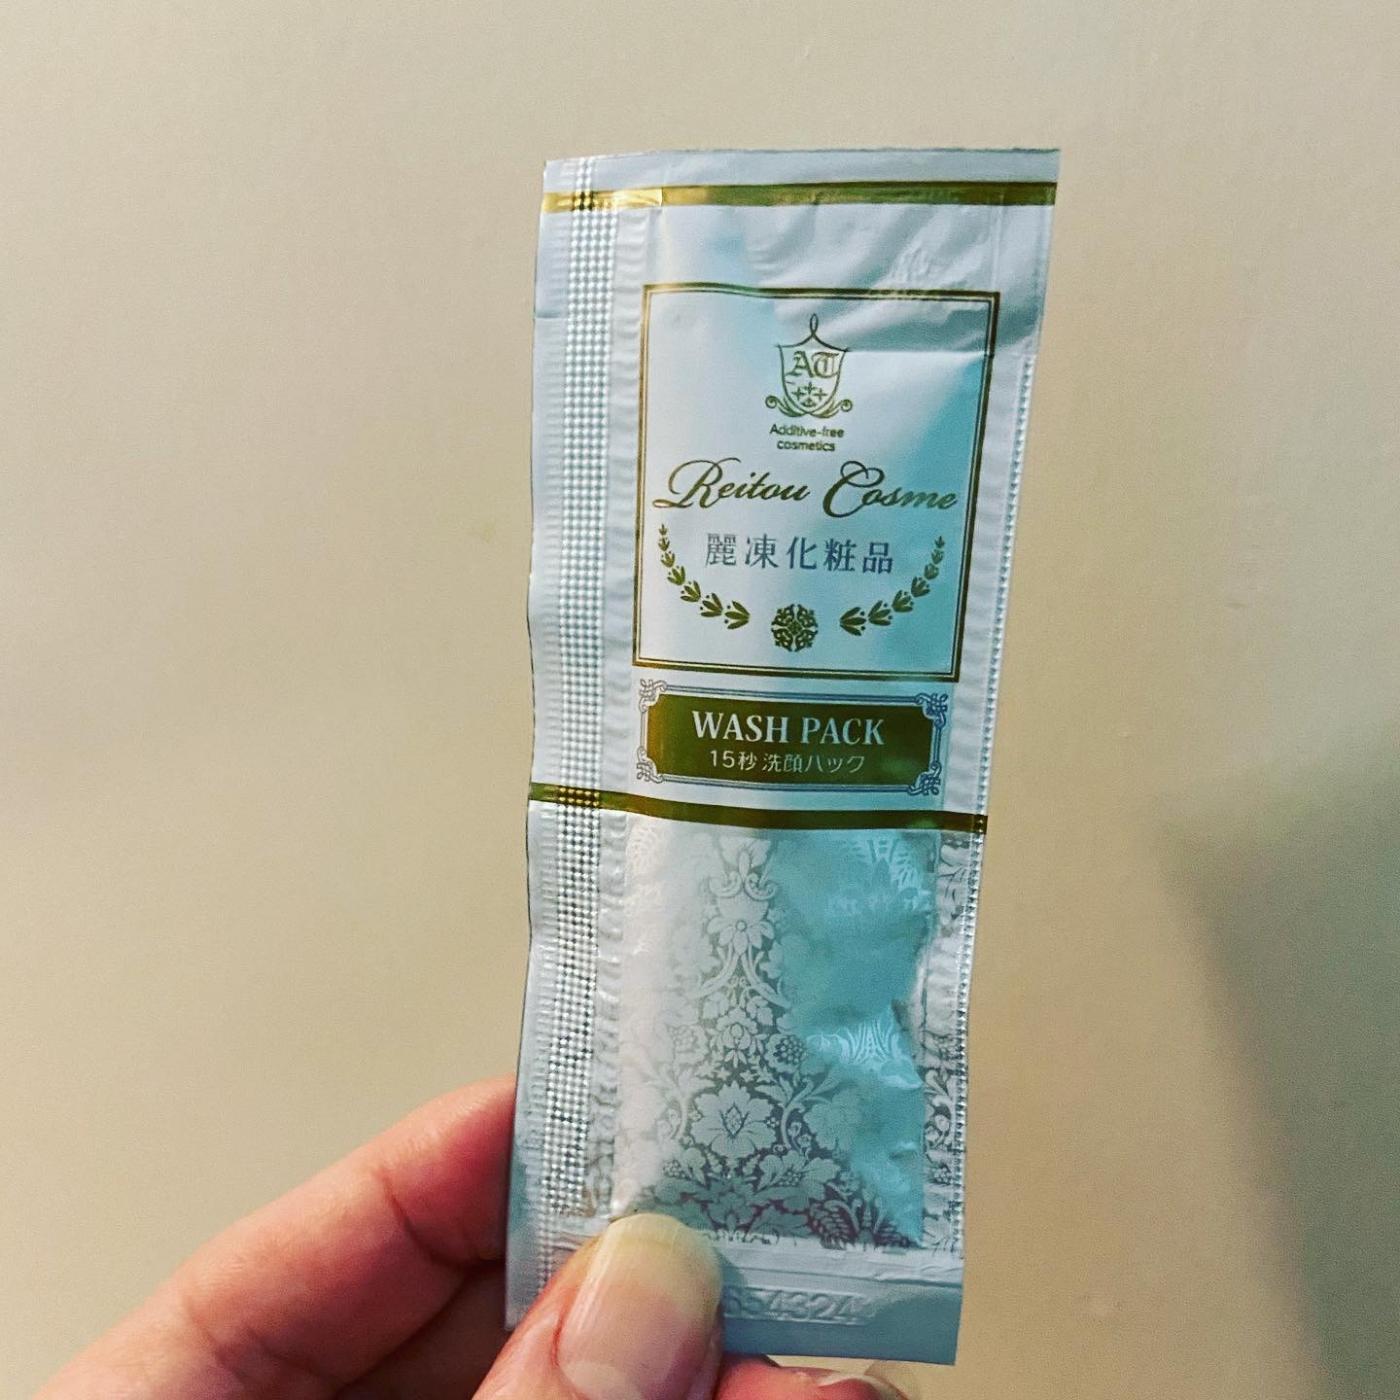 AT
Additive-free
cosmetics
Reitou Cosme
麗凍化粧品
WASH PACK
15秒洗顔パック